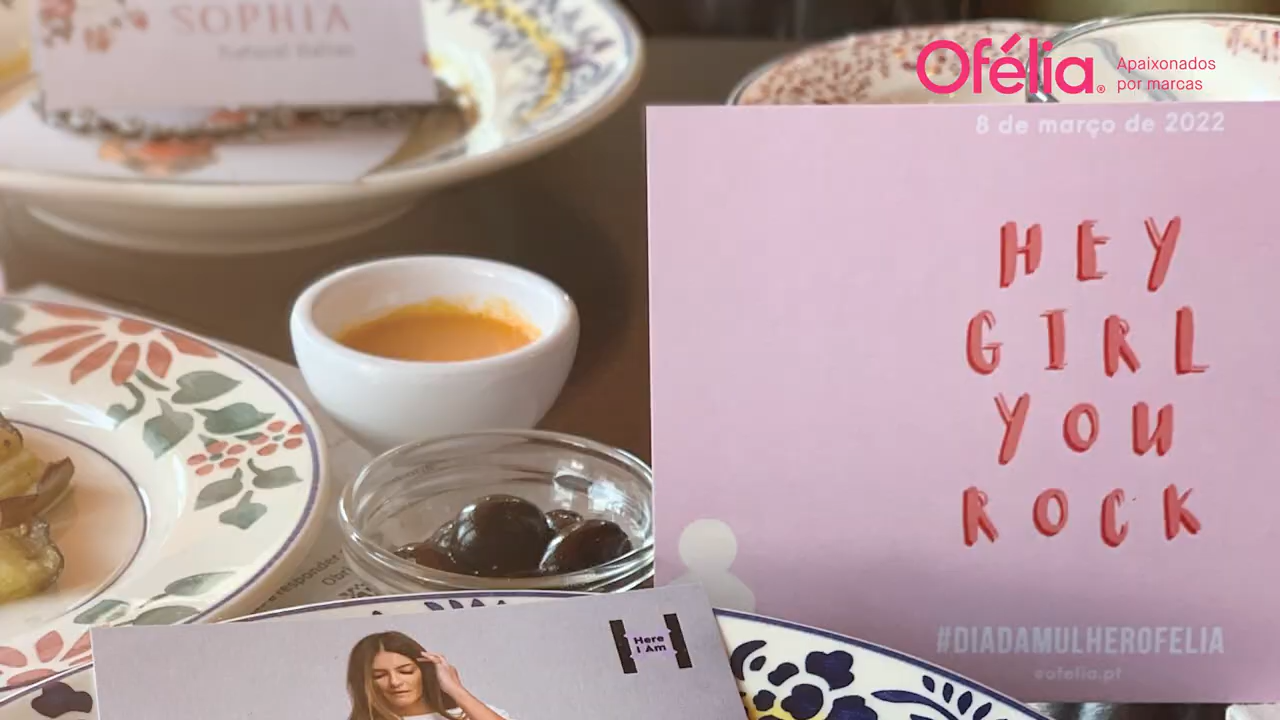 SOPHIA
Ofélia®
Apaixonados
por marcas
8 de março de 2022
HEY
GIRL
YOU
ROCK
#DIADAMULHEROFELIA
@ofelia.pt
Here
I Am